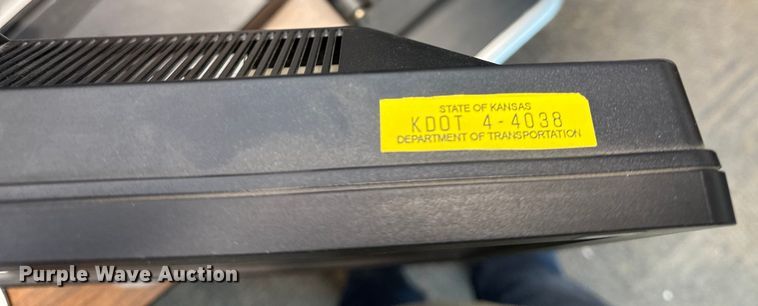 STATE OF KANSAS
KDOT 4-4038
DEPARTMENT OF TRANSPORTATION
Purple Wave Auction